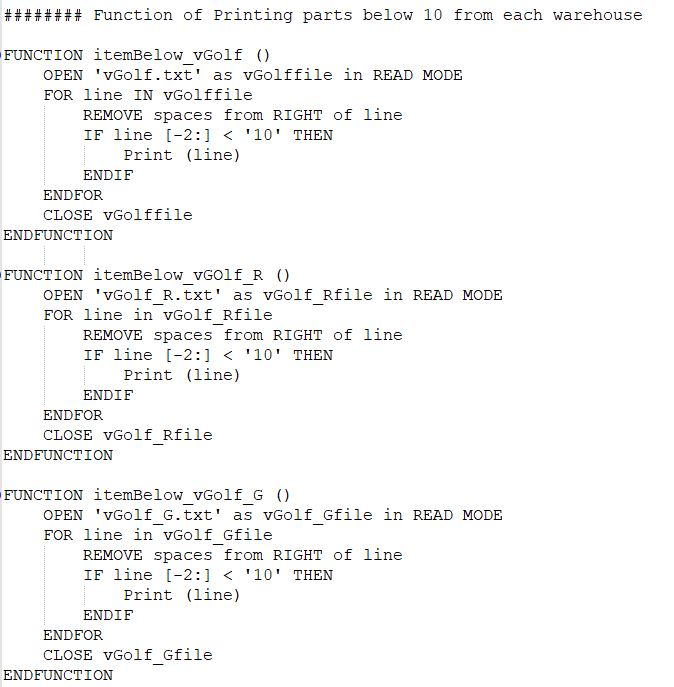 ######## Function of Printing parts below 10 from each warehouse
FUNCTION itemBelow_vGolf ()
OPEN 'vGolf.txt' as vGolffile in READ MODE
FOR line IN vGolffile
REMOVE spaces from RIGHT of line
IF line [-2:] < '10' THEN
Print (line)
ENDIF
ENDFOR
CLOSE vGolffile
ENDFUNCTION
FUNCTION itemBelow_vGOlf_R ()
OPEN 'vGolf_R.txt' as vGolf_Rfile in READ MODE
FOR line in vGolf_Rfile
REMOVE spaces from RIGHT of line
IF line [-2:] < '10' THEN
Print (line)
ENDIF
ENDFOR
CLOSE vGolf_Rfile
ENDFUNCTION
FUNCTION itemBelow_vGolf_G ()
OPEN 'vGolf_G.txt' as vGolf_Gfile in READ MODE
FOR line in vGolf_Gfile
REMOVE spaces from RIGHT of line
IF line [-2:] < '10' THEN
Print (line)
ENDIF
ENDFOR
CLOSE vGolf_Gfile
ENDFUNCTION